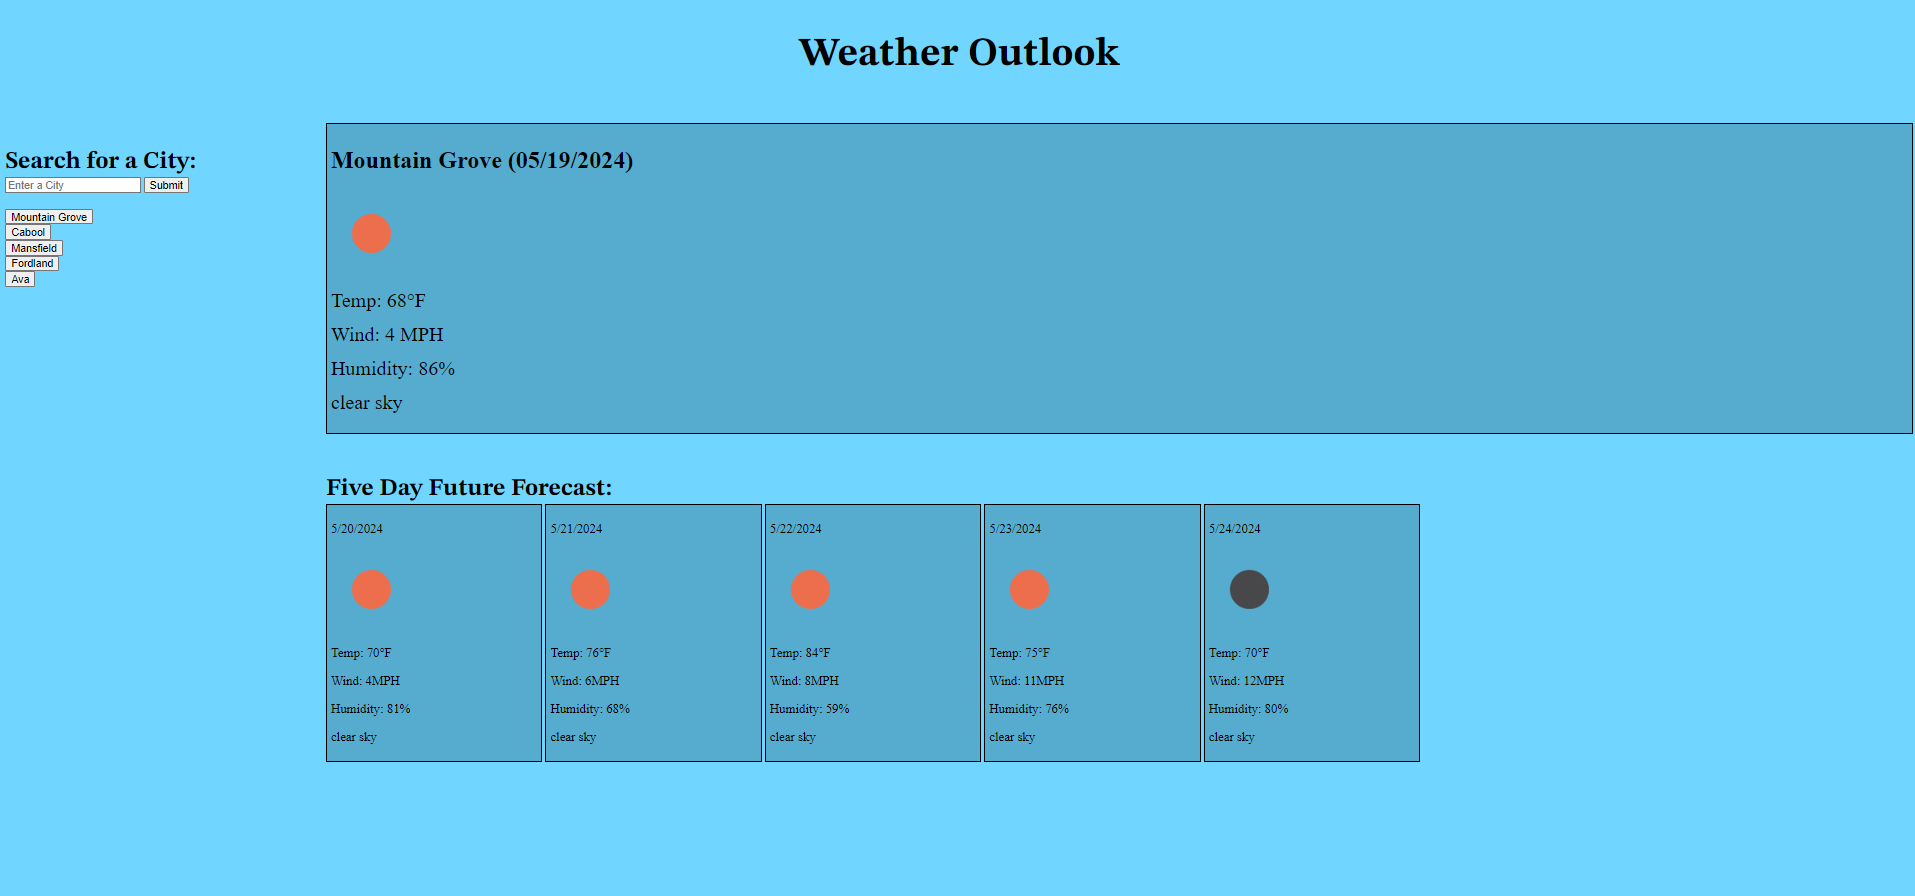 Weather Outlook
Search for a City:
Enter a City Submit
Mountain Grove
Cabool
Mansfield
Fordland
Ava
Mountain Grove (05/19/2024)
Temp: 68°F
Wind: 4 MPH
Humidity: 86%
clear sky
Five Day Future Forecast:
5/20/2024
Temp: 70°F
Wind: 4MPH
Humidity: 81%
clear sky
5/21/2024
Temp: 76°F
Wind: 6MPH
Humidity: 68%
clear sky
5/22/2024
Temp: 84°F
Wind: 8MPH
Humidity: 59%
clear sky
5/23/2024
Temp: 75°F
Wind: 11MPH
Humidity: 76%
clear sky
5/24/2024
Temp: 70°F
Wind: 12MPH
Humidity: 80%
clear sky